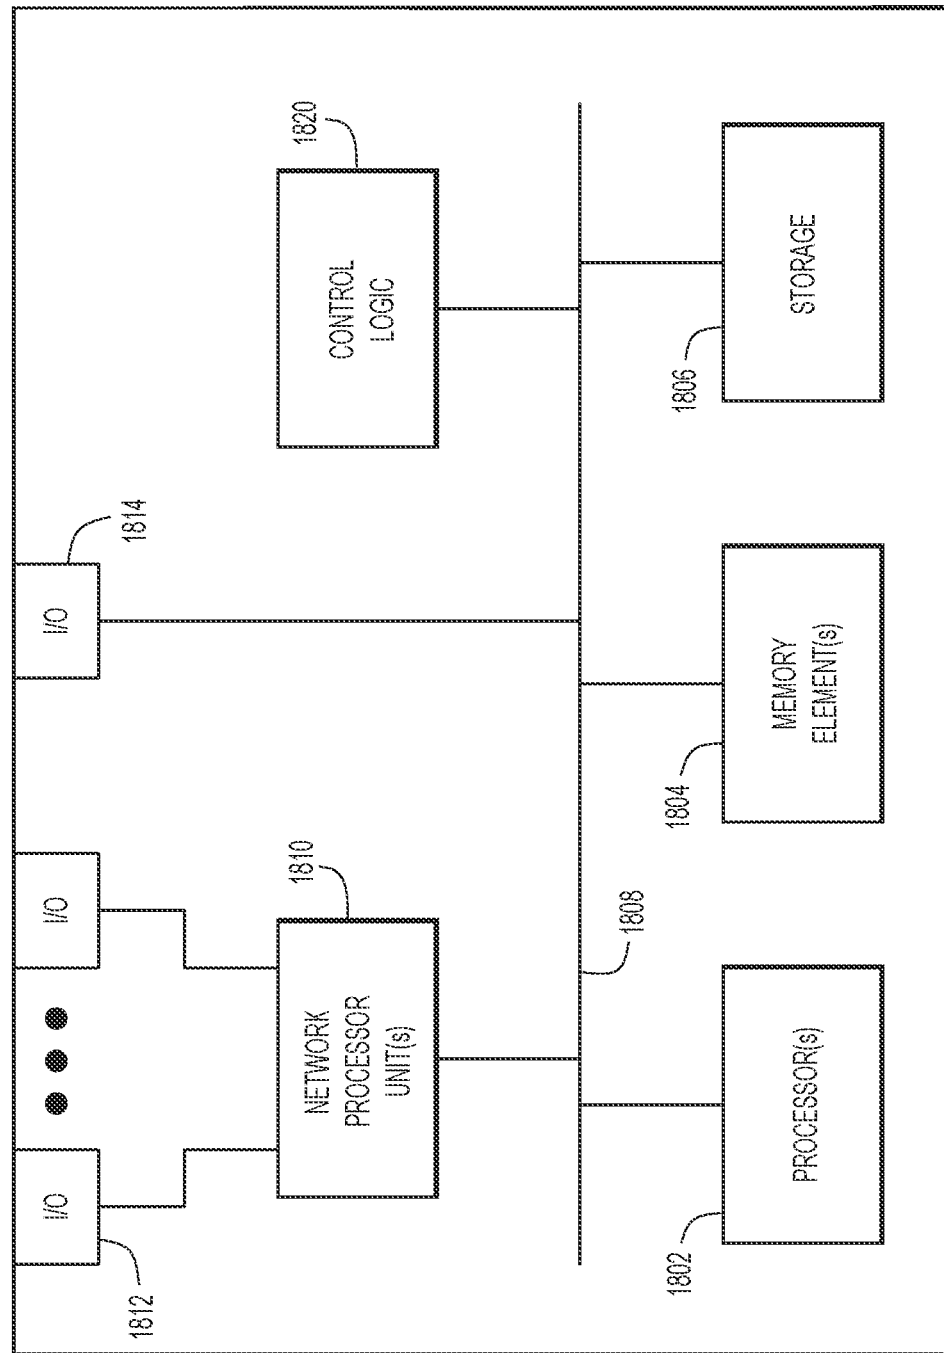 I/O
I/O
I/O
1812
1814
1810
1820
NETWORK
PROCESSOR
UNIT(s)
CONTROL
LOGIC
1808
1802
1804
1806
PROCESSOR(s)
MEMORY
ELEMENT(s)
STORAGE